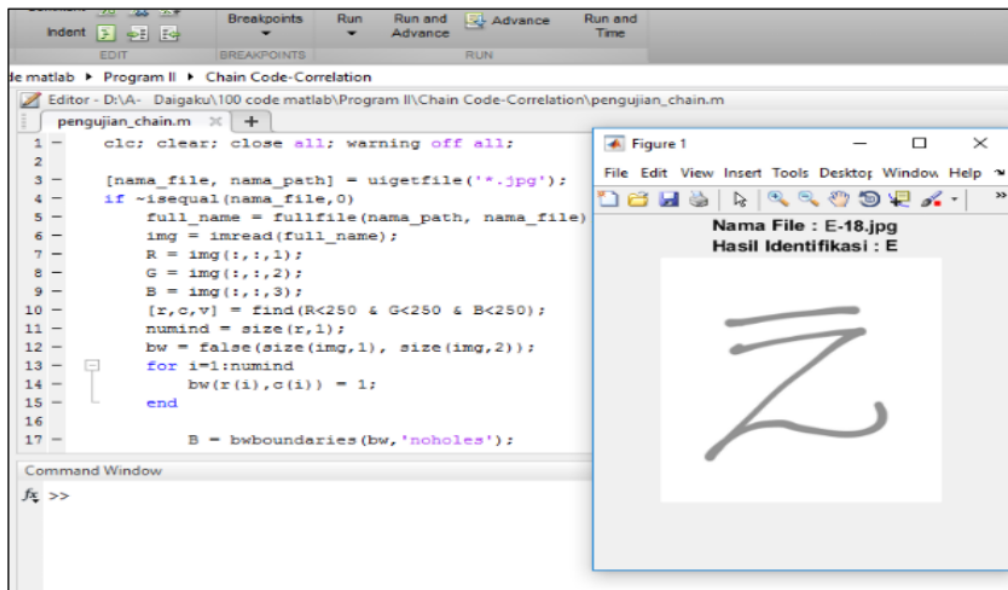 Breakpoints Run Run and Advance Run and
Indent Advance Time
EDIT BREAKPOINTS RUN
de matlab ▸ Program II ▸ Chain Code-Correlation
Editor - D:\A- Daigaku\100 code matlab\Program II\Chain Code-Correlation\pengujian_chain.m
pengujian_chain.m × +
1 - clc; clear; close all; warning off all;
2
3 - [nama_file, nama_path] = uigetfile('*.jpg');
4 - if ~isequal(nama_file,0)
5 - full_name = fullfile(nama_path, nama_file)
6 - img = imread(full_name);
7 - R = img(:,:,1);
8 - G = img(:,:,2);
9 - B = img(:,:,3);
10 - [r,c,v] = find(R<250 & G<250 & B<250);
11 - numind = size(r,1);
12 - bw = false(size(img,1), size(img,2));
13 - for i=1:numind
14 - bw(r(i),c(i)) = 1;
15 - end
16
17 - B = bwboundaries(bw,'noholes');
Command Window
fx >>
Figure 1
File Edit View Insert Tools Desktop Window Help
Nama File : E-18.jpg
Hasil Identifikasi : E